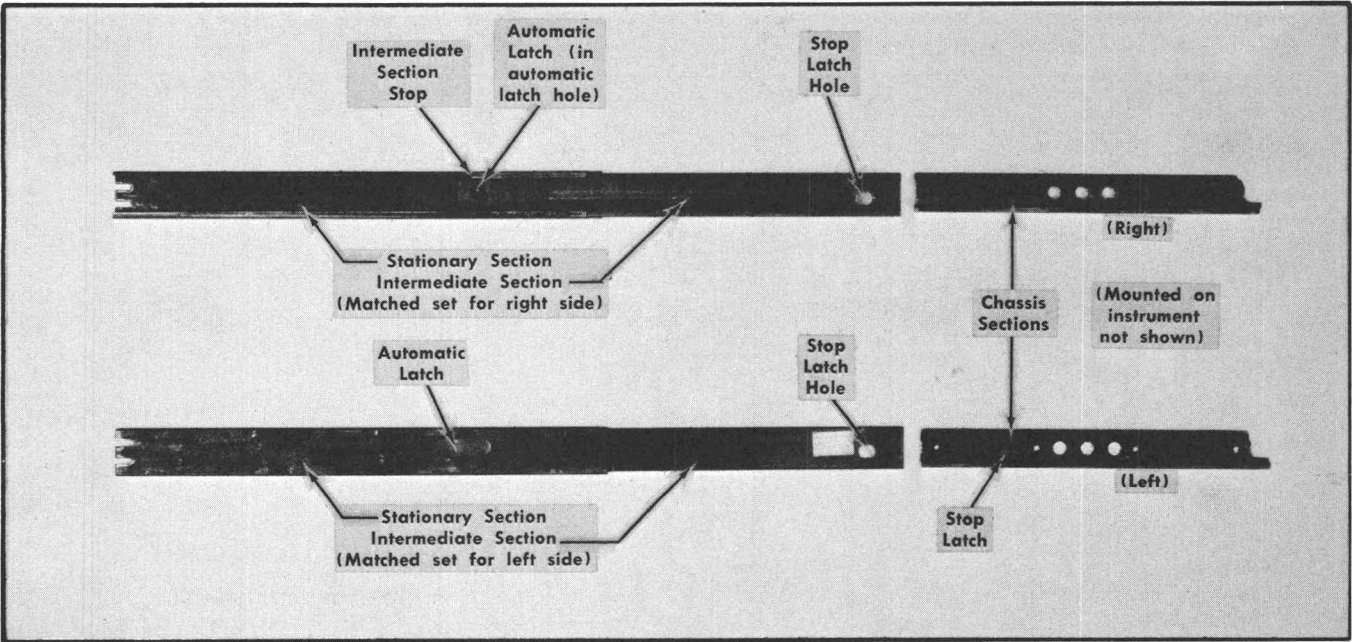 Intermediate
Section
Stop
Automatic
Latch (in
automatic
latch hole)
Stop
Latch
Hole
Stationary Section
Intermediate Section
(Matched set for right side)
(Right)
Chassis
Sections
(Mounted on
instrument
not shown)
Automatic
Latch
Stop
Latch
Hole
Stationary Section
Intermediate Section
(Matched set for left side)
Stop
Latch
(Left)